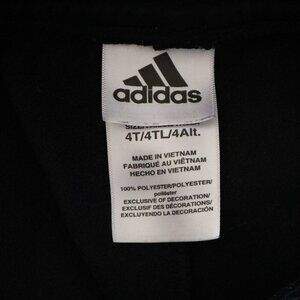 adidas
4T/4TL/4Alt.
MADE IN VIETNAM
FABRIQUÉ AU VIÊTNAM
HECHO EN VIETNAM
100% POLYESTER/POLYESTER/
poliéster
EXCLUSIVE OF DECORATION/
EXCLUSIF DES DÉCORATIONS/
EXCLUYENDO LA DECORACIÓN